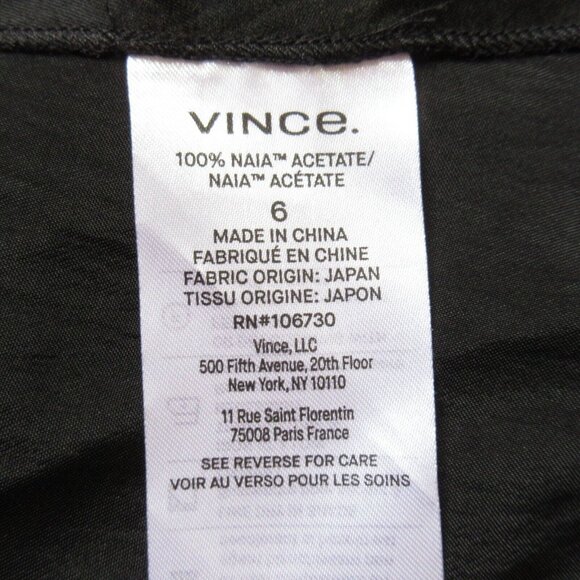 VINCE.
100% NAIA™ ACETATE/
NAIA™ ACÉTATE
6
MADE IN CHINA
FABRIQUÉ EN CHINE
FABRIC ORIGIN: JAPAN
TISSU ORIGINE: JAPON
RN#106730
Vince, LLC
500 Fifth Avenue, 20th Floor
New York, NY 10110
11 Rue Saint Florentin
75008 Paris France
SEE REVERSE FOR CARE
VOIR AU VERSO POUR LES SOINS